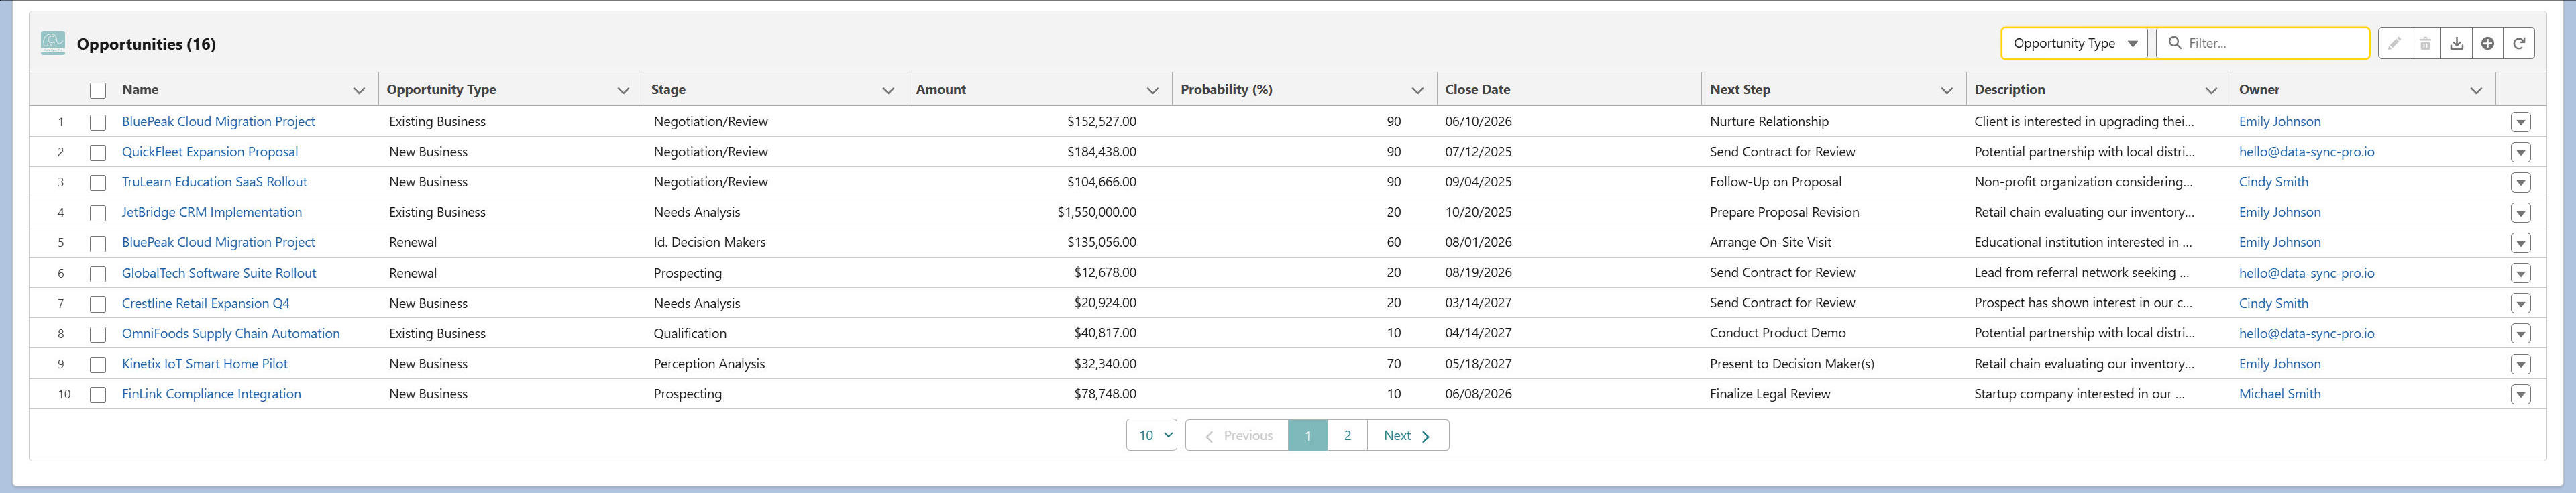 Opportunities (16) Opportunity Type Filter...
Name Opportunity Type Stage Amount Probability (%) Close Date Next Step Description Owner
1 BluePeak Cloud Migration Project Existing Business Negotiation/Review $152,527.00 90 06/10/2026 Nurture Relationship Client is interested in upgrading thei... Emily Johnson
2 QuickFleet Expansion Proposal New Business Negotiation/Review $184,438.00 90 07/12/2025 Send Contract for Review Potential partnership with local distri... hello@data-sync-pro.io
3 TruLearn Education SaaS Rollout New Business Negotiation/Review $104,666.00 90 09/04/2025 Follow-Up on Proposal Non-profit organization considering... Cindy Smith
4 JetBridge CRM Implementation Existing Business Needs Analysis $1,550,000.00 20 10/20/2025 Prepare Proposal Revision Retail chain evaluating our inventory... Emily Johnson
5 BluePeak Cloud Migration Project Renewal Id. Decision Makers $135,056.00 60 08/01/2026 Arrange On-Site Visit Educational institution interested in ... Emily Johnson
6 GlobalTech Software Suite Rollout Renewal Prospecting $12,678.00 20 08/19/2026 Send Contract for Review Lead from referral network seeking ... hello@data-sync-pro.io
7 Crestline Retail Expansion Q4 New Business Needs Analysis $20,924.00 20 03/14/2027 Send Contract for Review Prospect has shown interest in our c... Cindy Smith
8 OmniFoods Supply Chain Automation Existing Business Qualification $40,817.00 10 04/14/2027 Conduct Product Demo Potential partnership with local distri... hello@data-sync-pro.io
9 Kinetix IoT Smart Home Pilot New Business Perception Analysis $32,340.00 70 05/18/2027 Present to Decision Maker(s) Retail chain evaluating our inventory... Emily Johnson
10 FinLink Compliance Integration New Business Prospecting $78,748.00 10 06/08/2026 Finalize Legal Review Startup company interested in our ... Michael Smith
10 Previous 1 2 Next